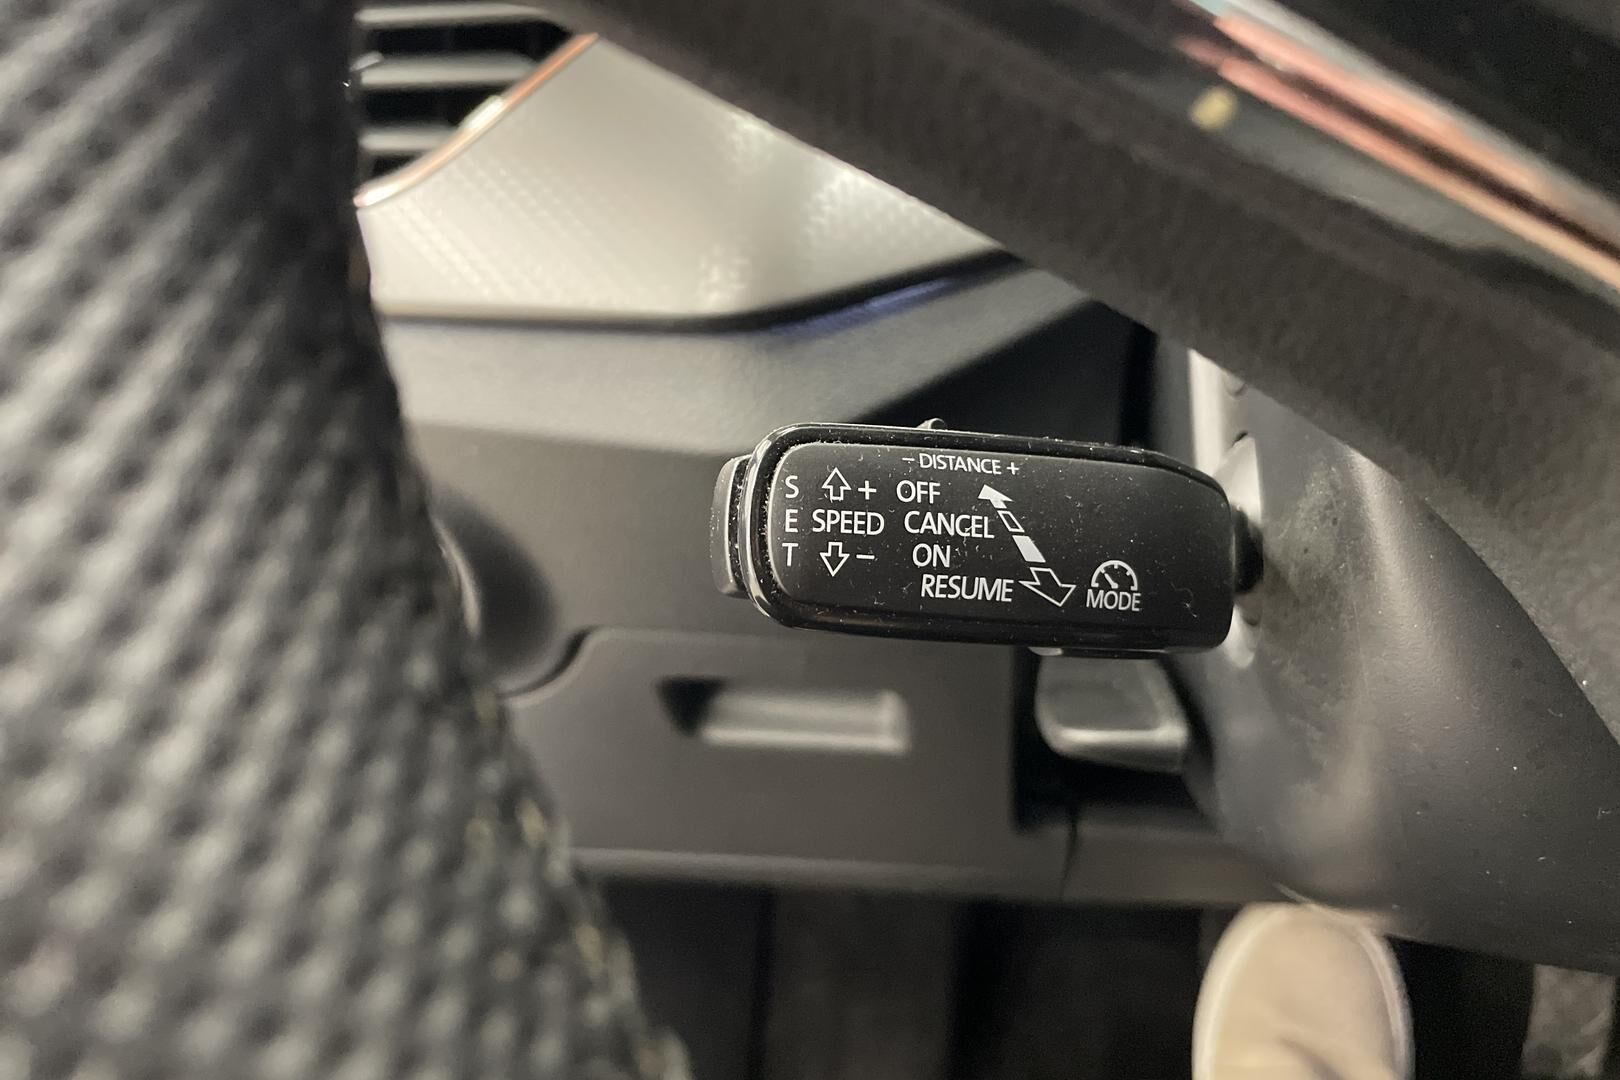 - DISTANCE +
S + OFF
E SPEED CANCEL
T - ON
RESUME
MODE